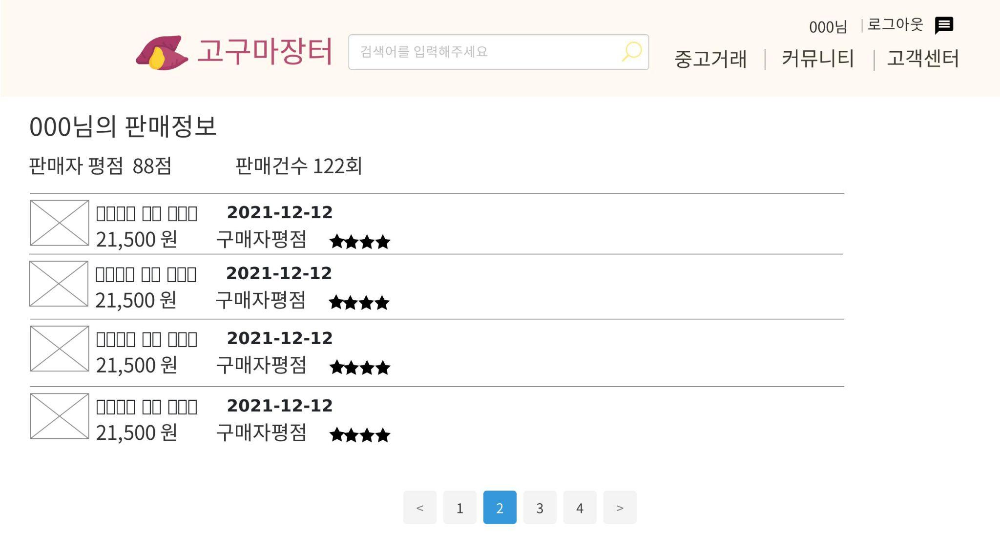 000님 | 로그아웃
고구마장터
검색어를 입력해주세요
중고거래 | 커뮤니티 | 고객센터
000님의 판매정보
판매자 평점 88점 판매건수 122회
2021-12-12
21,500 원 구매자평점 ★★★★
2021-12-12
21,500 원 구매자평점 ★★★★
2021-12-12
21,500 원 구매자평점 ★★★★
2021-12-12
21,500 원 구매자평점 ★★★★
< 1 2 3 4 >